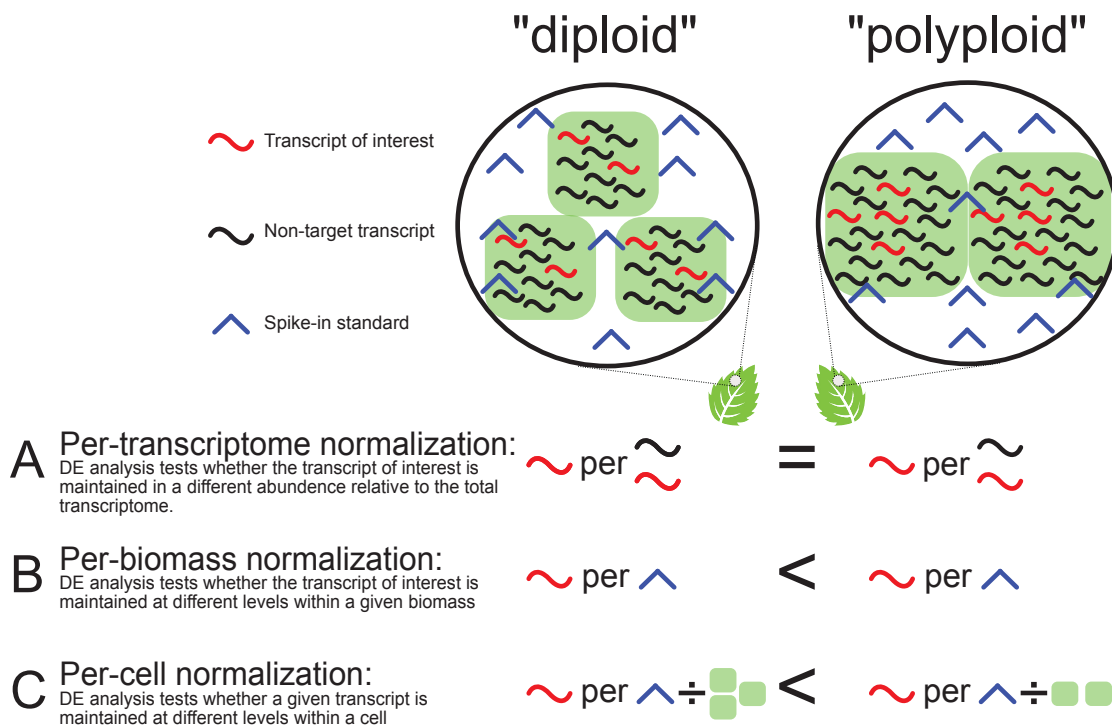 "diploid" "polyploid"
Transcript of interest
Non-target transcript
Spike-in standard
A Per-transcriptome normalization:
DE analysis tests whether the transcript of interest is
maintained in a different abundance relative to the total
transcriptome.
per = per
B Per-biomass normalization:
DE analysis tests whether the transcript of interest is
maintained at different levels within a given biomass
per < per
C Per-cell normalization:
DE analysis tests whether a given transcript is
maintained at different levels within a cell
per ÷ < per ÷